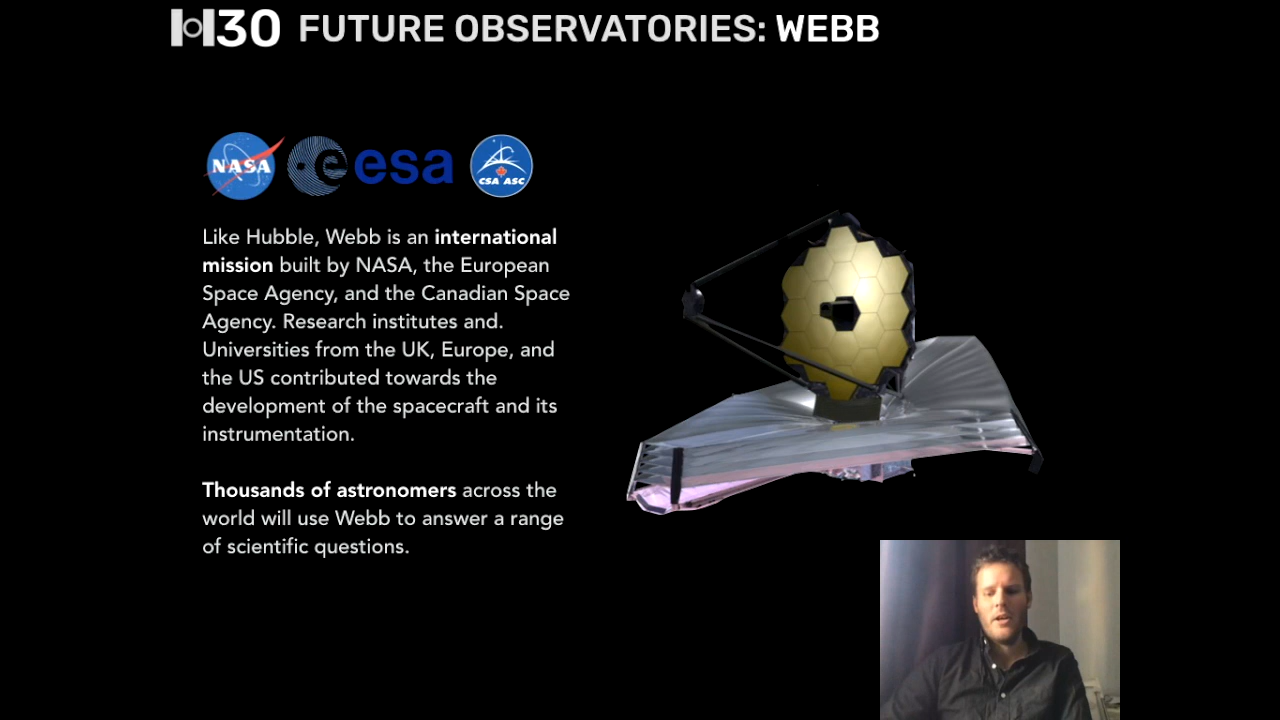 H30 FUTURE OBSERVATORIES: WEBB
NASA esa CSA ASC
Like Hubble, Webb is an international
mission built by NASA, the European
Space Agency, and the Canadian Space
Agency. Research institutes and.
Universities from the UK, Europe, and
the US contributed towards the
development of the spacecraft and its
instrumentation.
Thousands of astronomers across the
world will use Webb to answer a range
of scientific questions.